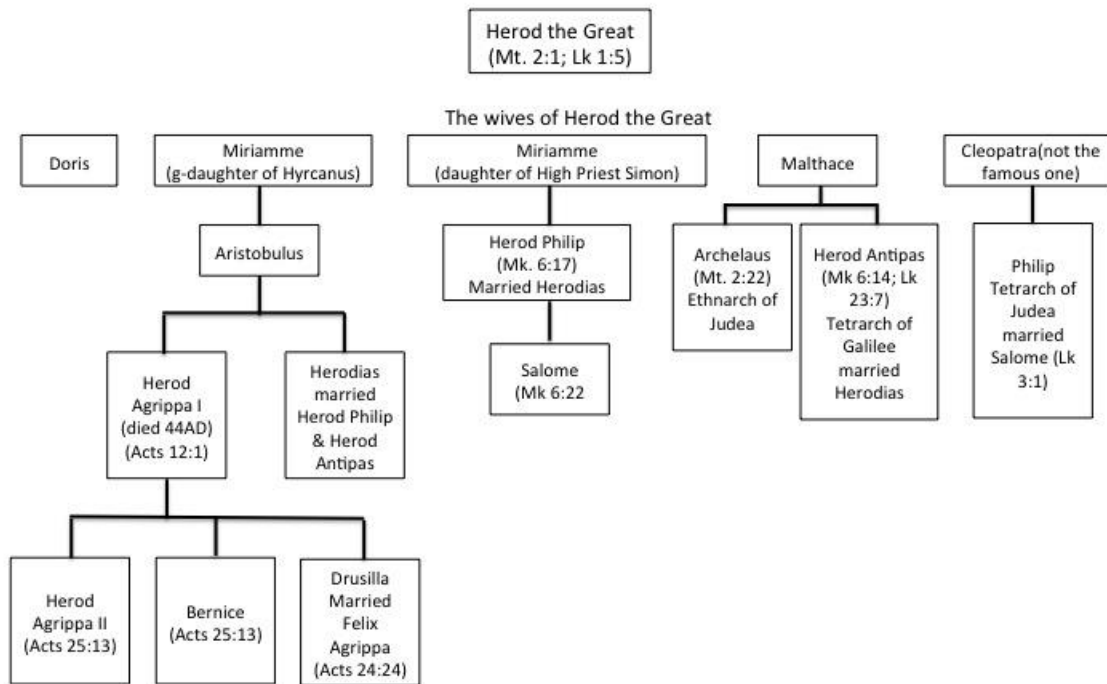 Herod the Great
(Mt. 2:1; Lk 1:5)
The wives of Herod the Great
Doris
Miriamme
(g-daughter of Hyrcanus)
Miriamme
(daughter of High Priest Simon)
Malthace
Cleopatra(not the
famous one)
Aristobulus
Herod Philip
(Mk. 6:17)
Married Herodias
Archelaus
(Mt. 2:22)
Ethnarch of
Judea
Herod Antipas
(Mk 6:14; Lk
23:7)
Tetrarch of
Galilee
married
Herodias
Philip
Tetrarch of
Judea
married
Salome (Lk
3:1)
Herod
Agrippa I
(died 44AD)
(Acts 12:1)
Herodias
married
Herod Philip
& Herod
Antipas
Salome
(Mk 6:22
Herod
Agrippa II
(Acts 25:13)
Bernice
(Acts 25:13)
Drusilla
Married
Felix
Agrippa
(Acts 24:24)